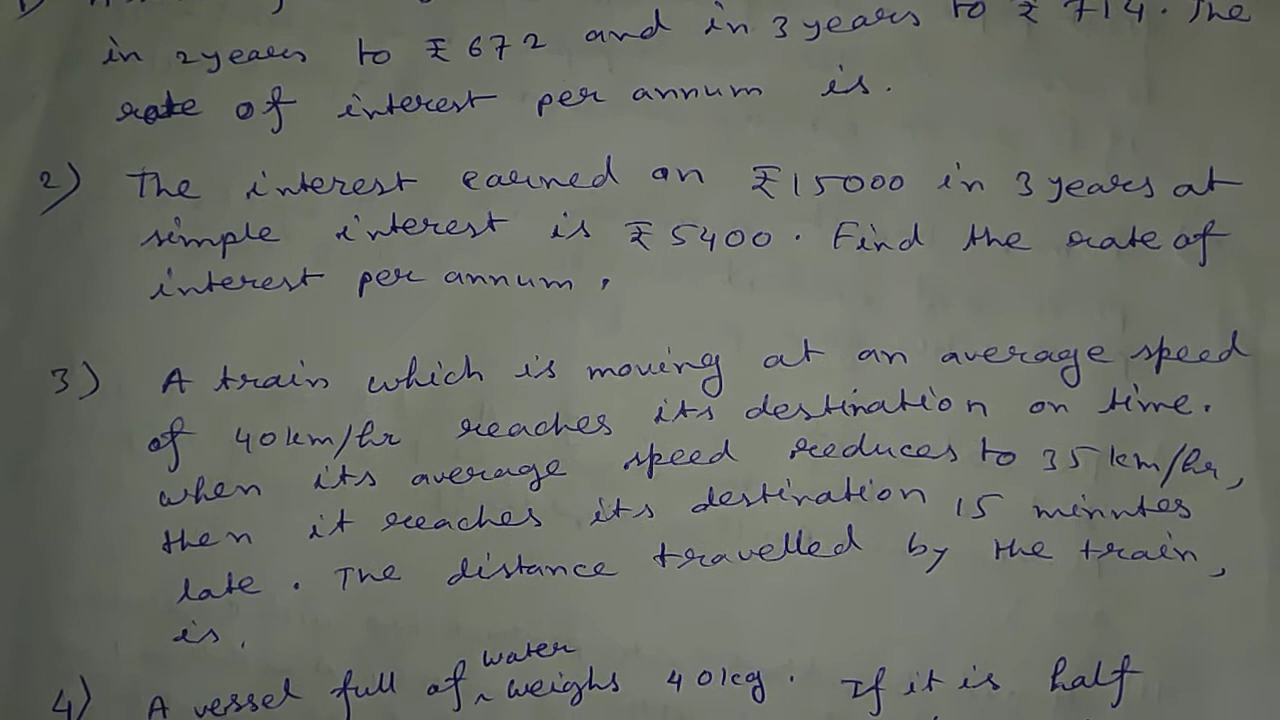 1)
in 2 years to ₹ 672 and in 3 years to ₹ 714. The
rate of interest per annum is.
2) The interest earned on ₹15000 in 3 years at
simple interest is ₹5400. Find the rate of
interest per annum.
3) A train which is moving at an average speed
of 40km/hr reaches its destination on time.
when its average speed reduces to 35 km/hr,
then it reaches its destination 15 minutes
late. The distance travelled by the train,
is.
water
4) A vessel full of ^ weighs 40kg. If it is half